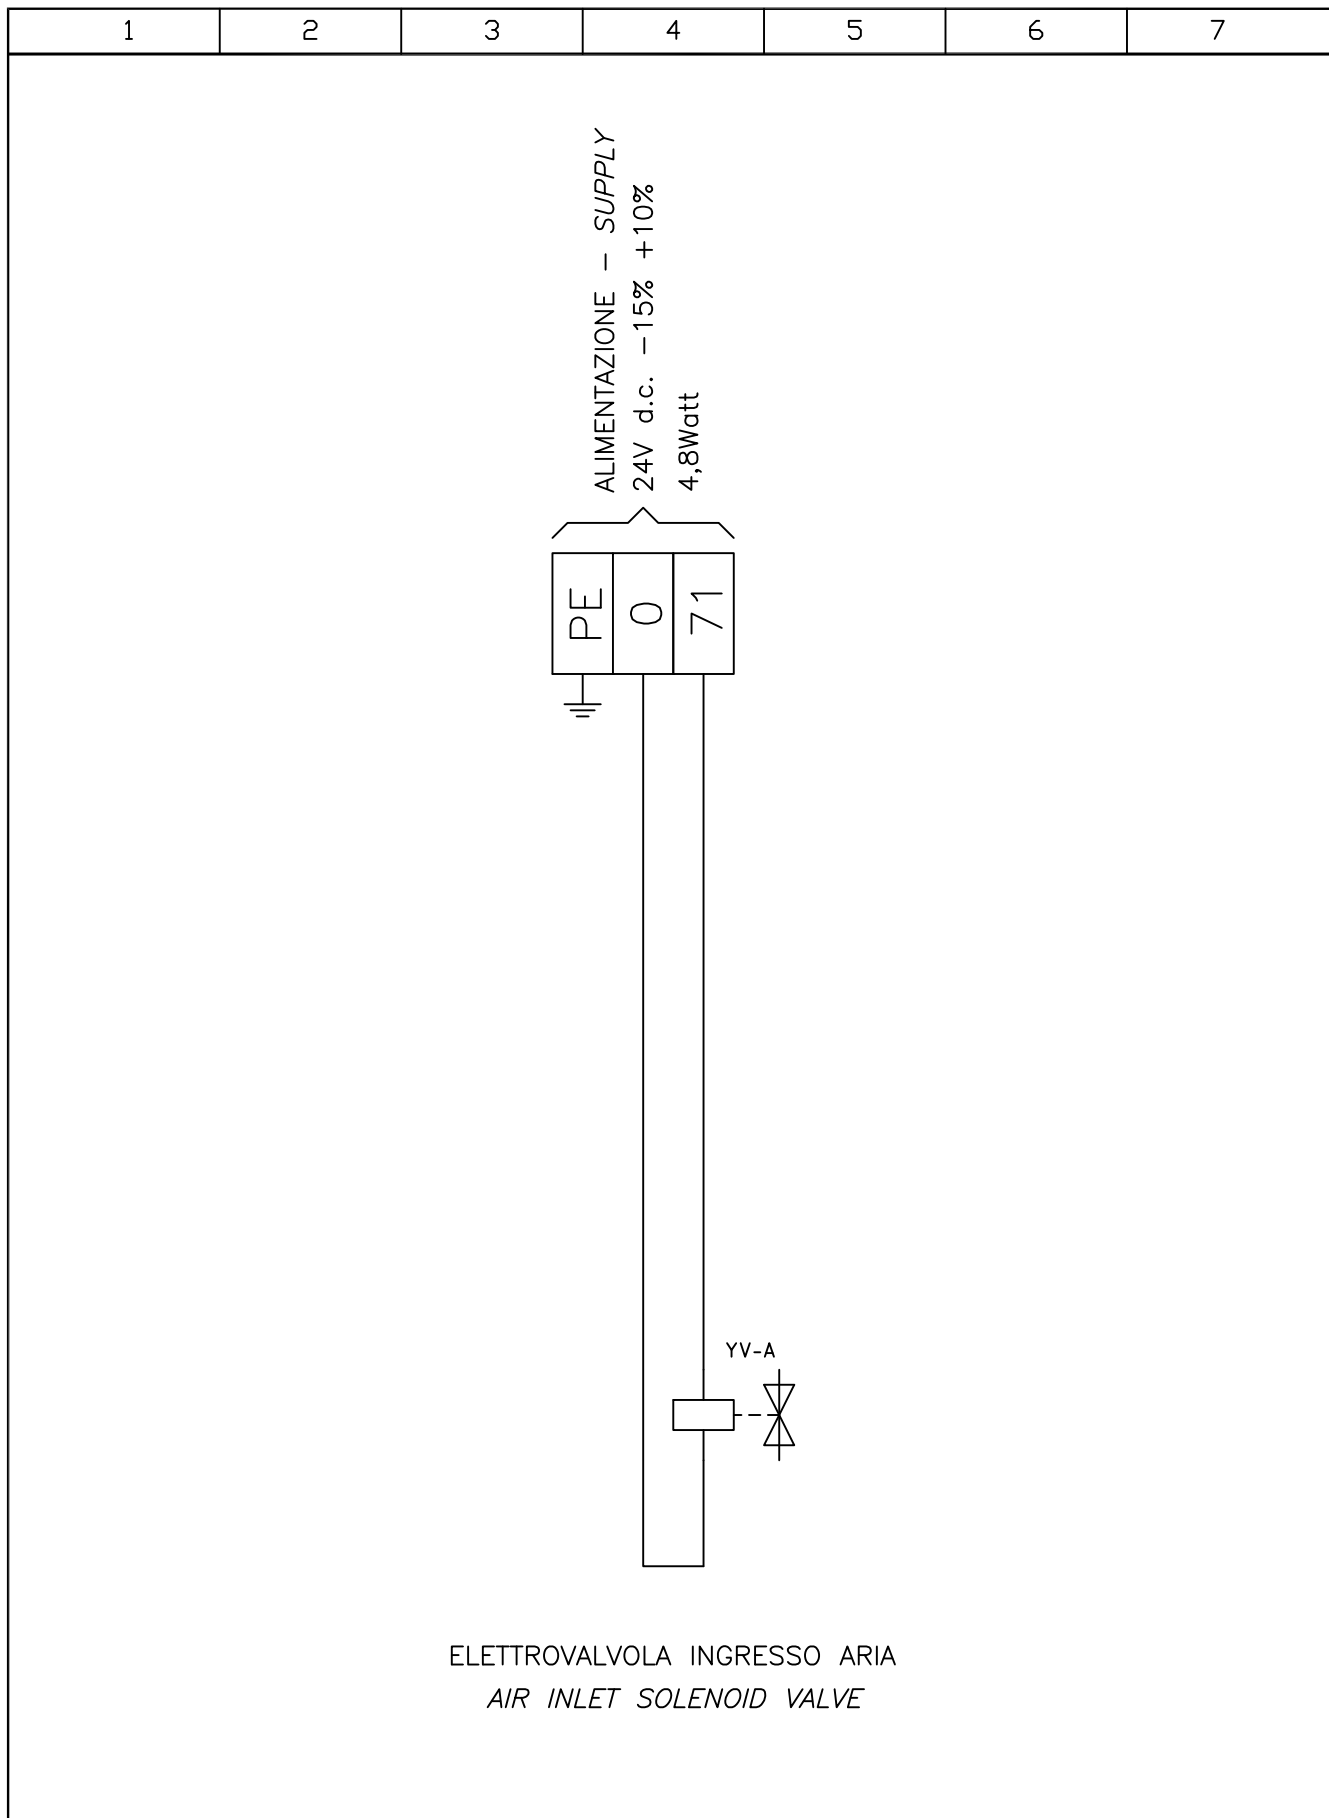 1 2 3 4 5 6 7
ALIMENTAZIONE - SUPPLY
24V d.c. -15% +10%
4,8Watt
PE 0 71
YV-A
ELETTROVALVOLA INGRESSO ARIA
AIR INLET SOLENOID VALVE